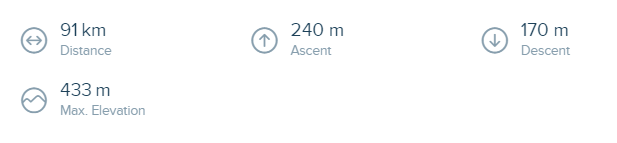 91 km
Distance
240 m
Ascent
170 m
Descent
433 m
Max. Elevation